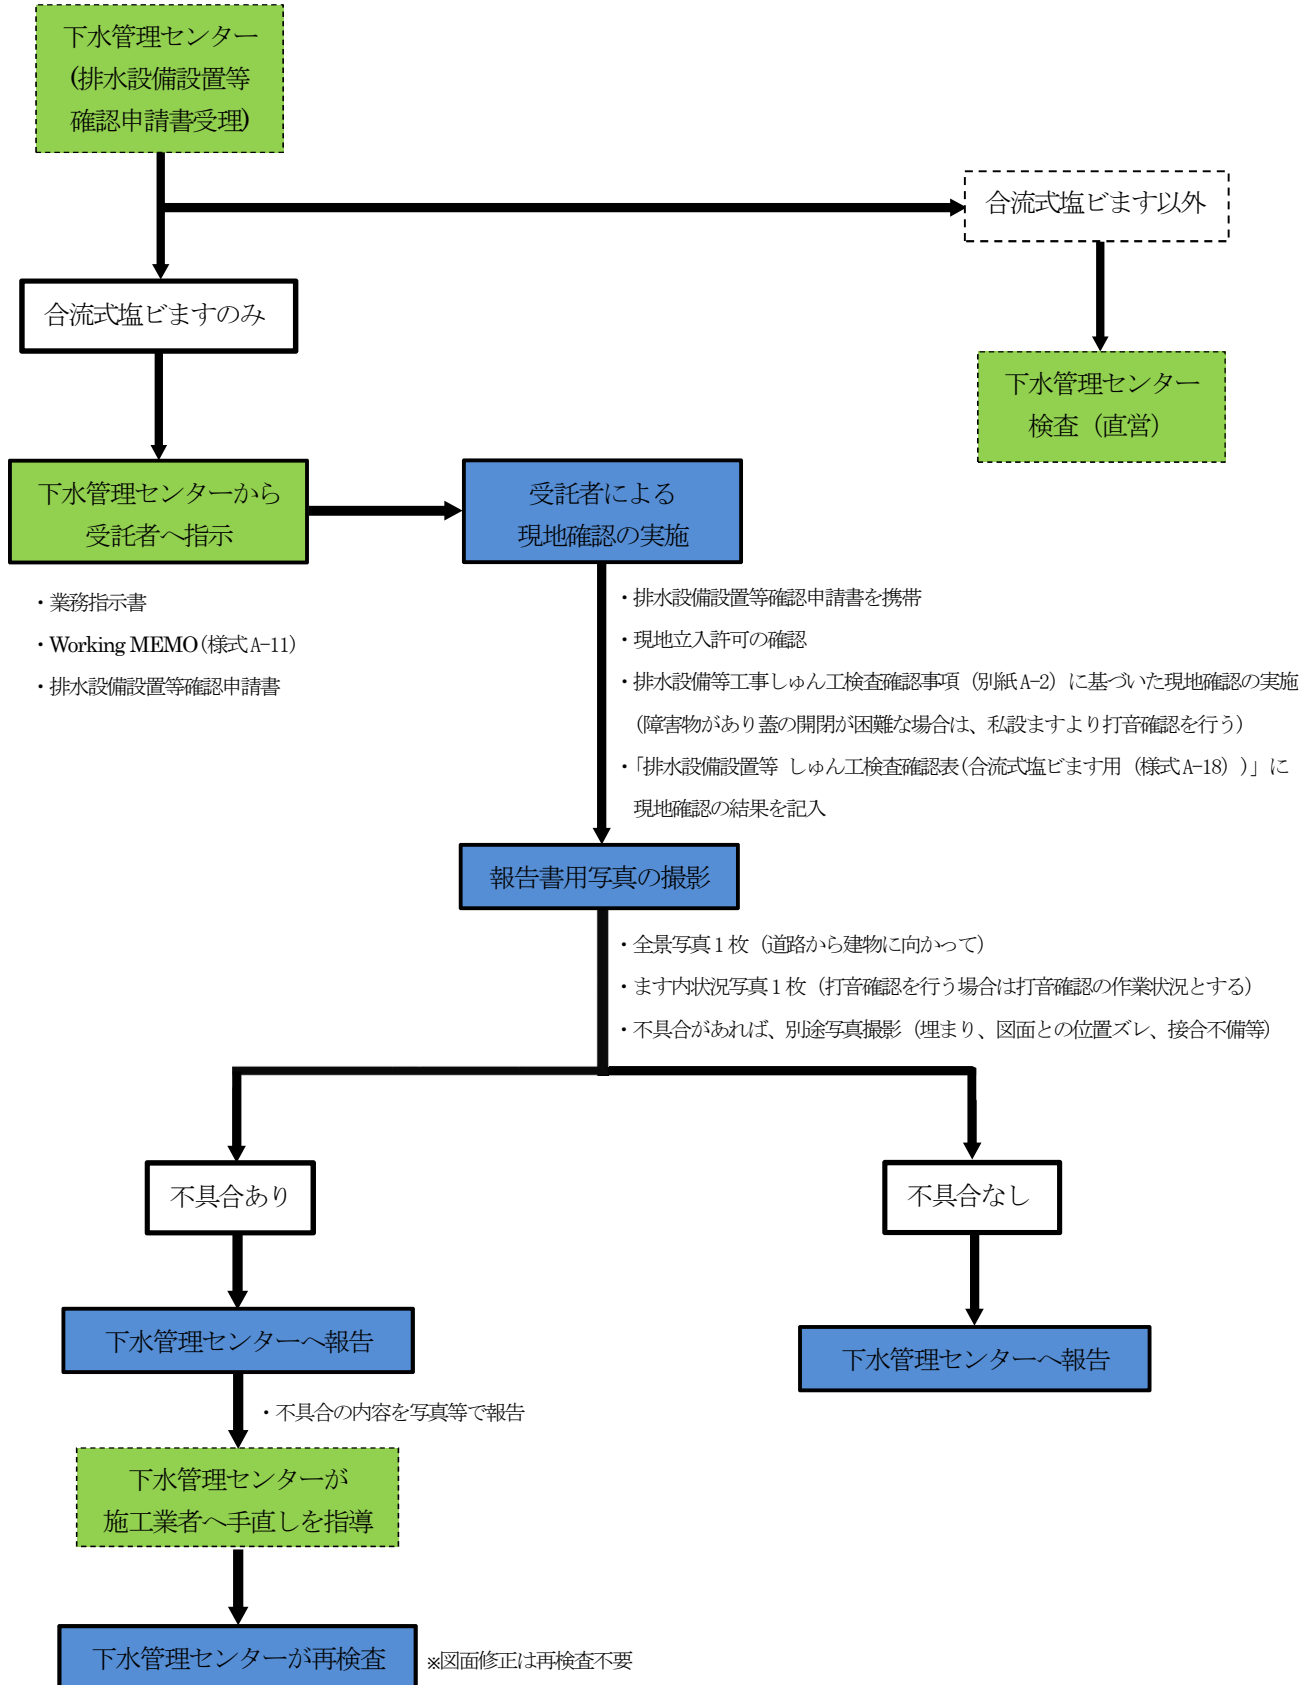 下水管理センター
(排水設備設置等
確認申請書受理)
合流式塩ビます以外
合流式塩ビますのみ
下水管理センター
検査（直営）
下水管理センターから
受託者へ指示
受託者による
現地確認の実施
・業務指示書
・Working MEMO(様式A-11)
・排水設備設置等確認申請書
・排水設備設置等確認申請書を携帯
・現地立入許可の確認
・排水設備等工事しゅん工検査確認事項（別紙A-2）に基づいた現地確認の実施
（障害物があり蓋の開閉が困難な場合は、私設ますより打音確認を行う）
・「排水設備設置等 しゅん工検査確認表(合流式塩ビます用（様式A-18）)」に
現地確認の結果を記入
報告書用写真の撮影
・全景写真1枚（道路から建物に向かって）
・ます内状況写真1枚（打音確認を行う場合は打音確認の作業状況とする）
・不具合があれば、別途写真撮影（埋まり、図面との位置ズレ、接合不備等）
不具合あり
不具合なし
下水管理センターへ報告
下水管理センターへ報告
・不具合の内容を写真等で報告
下水管理センターが
施工業者へ手直しを指導
下水管理センターが再検査
※図面修正は再検査不要